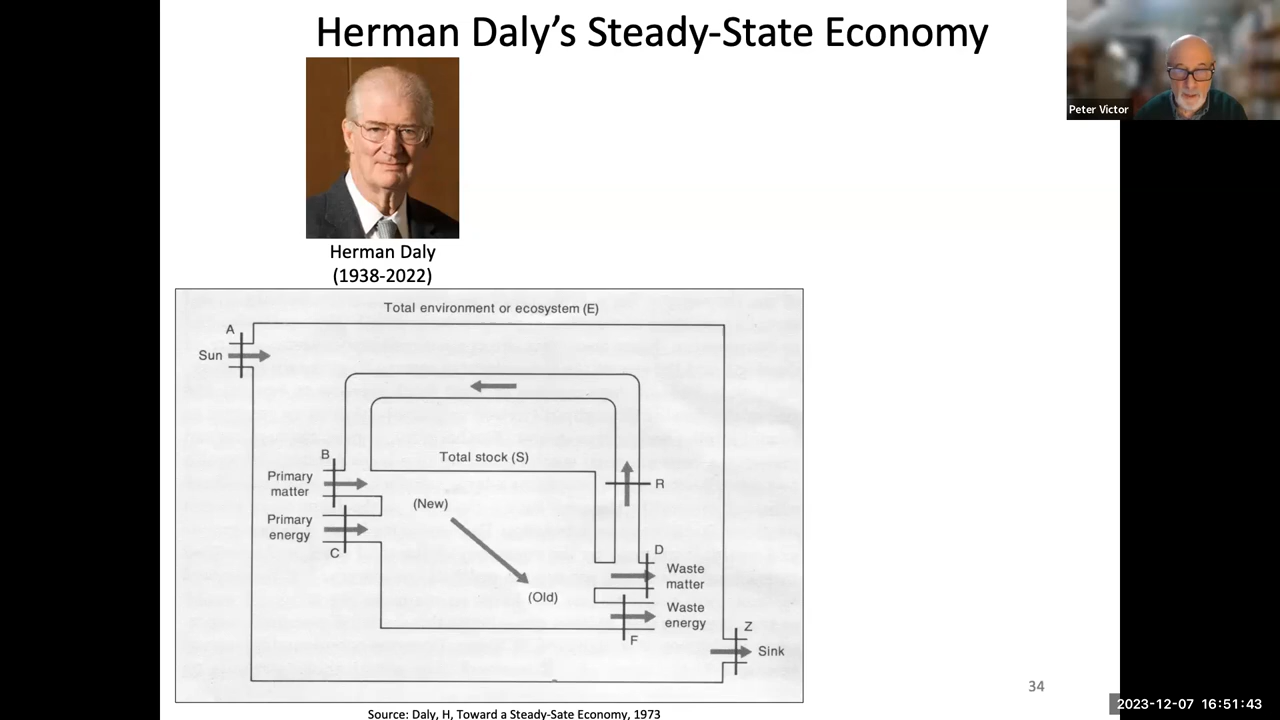 Herman Daly's Steady-State Economy
Peter Victor
Herman Daly
(1938-2022)
Total environment or ecosystem (E)
A
Sun
B
Total stock (S)
Primary
matter
R
(New)
Primary
energy
C
D
Waste
matter
(Old)
Waste
energy
F
Z
Sink
34
2023-12-07 16:51:43
Source: Daly, H, Toward a Steady-Sate Economy, 1973